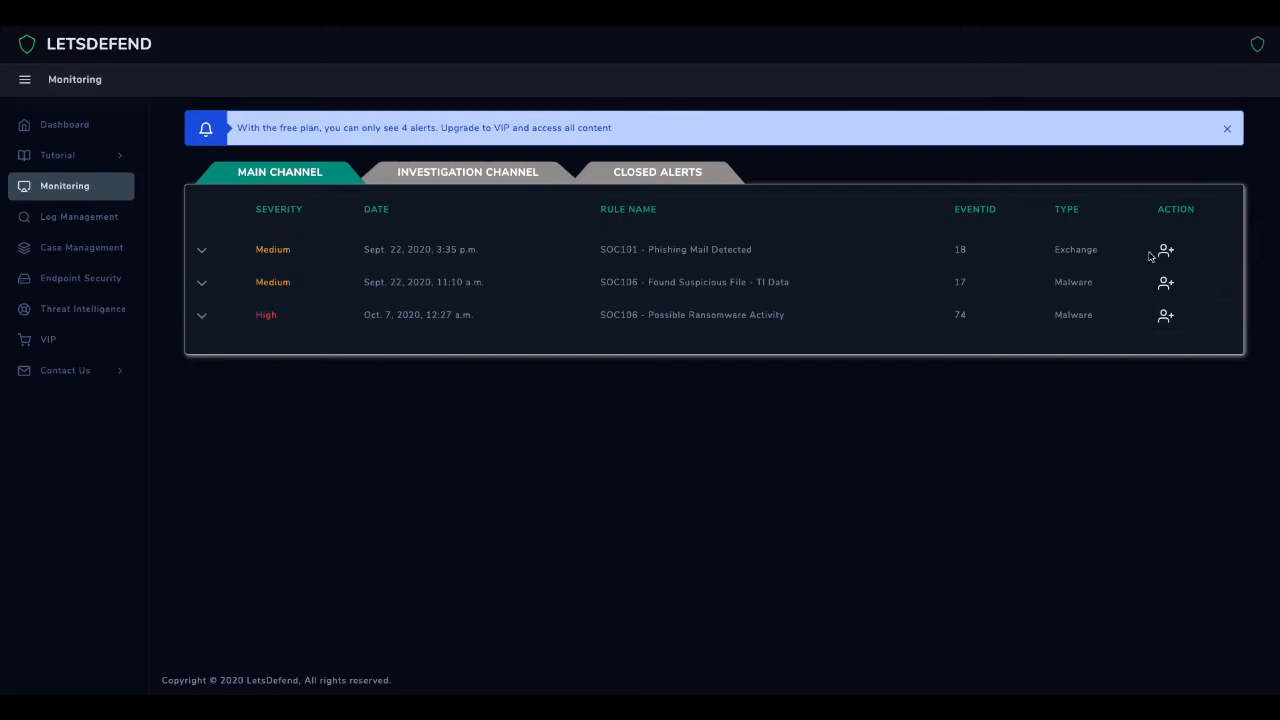 LETSDEFEND
Monitoring
Dashboard
Tutorial
Monitoring
Log Management
Case Management
Endpoint Security
Threat Intelligence
VIP
Contact Us
With the free plan, you can only see 4 alerts. Upgrade to VIP and access all content
MAIN CHANNEL INVESTIGATION CHANNEL CLOSED ALERTS
SEVERITY DATE RULE NAME EVENTID TYPE ACTION
Medium Sept. 22, 2020, 3:35 p.m. SOC101 - Phishing Mail Detected 18 Exchange
Medium Sept. 22, 2020, 11:10 a.m. SOC106 - Found Suspicious File - TI Data 17 Malware
High Oct. 7, 2020, 12:27 a.m. SOC106 - Possible Ransomware Activity 74 Malware
Copyright © 2020 LetsDefend, All rights reserved.